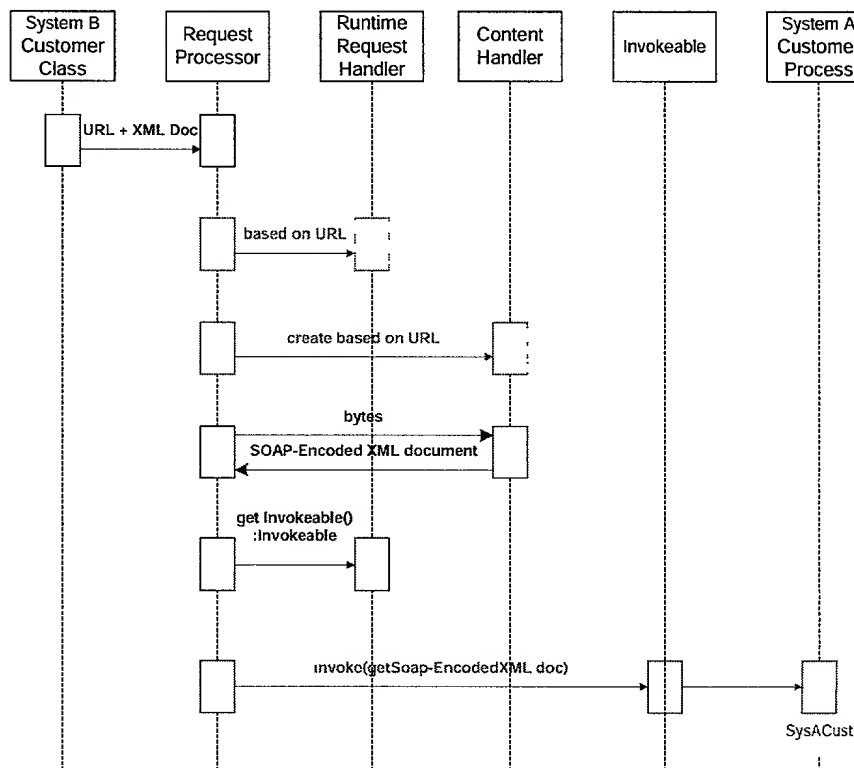 System B
Customer
Class
Request
Processor
Runtime
Request
Handler
Content
Handler
Invokeable
System A
Custome
Process
URL + XML Doc
based on URL
create based on URL
bytes
SOAP-Encoded XML document
get Invokeable()
:Invokeable
invoke(getSoap-EncodedXML doc)
SysACust